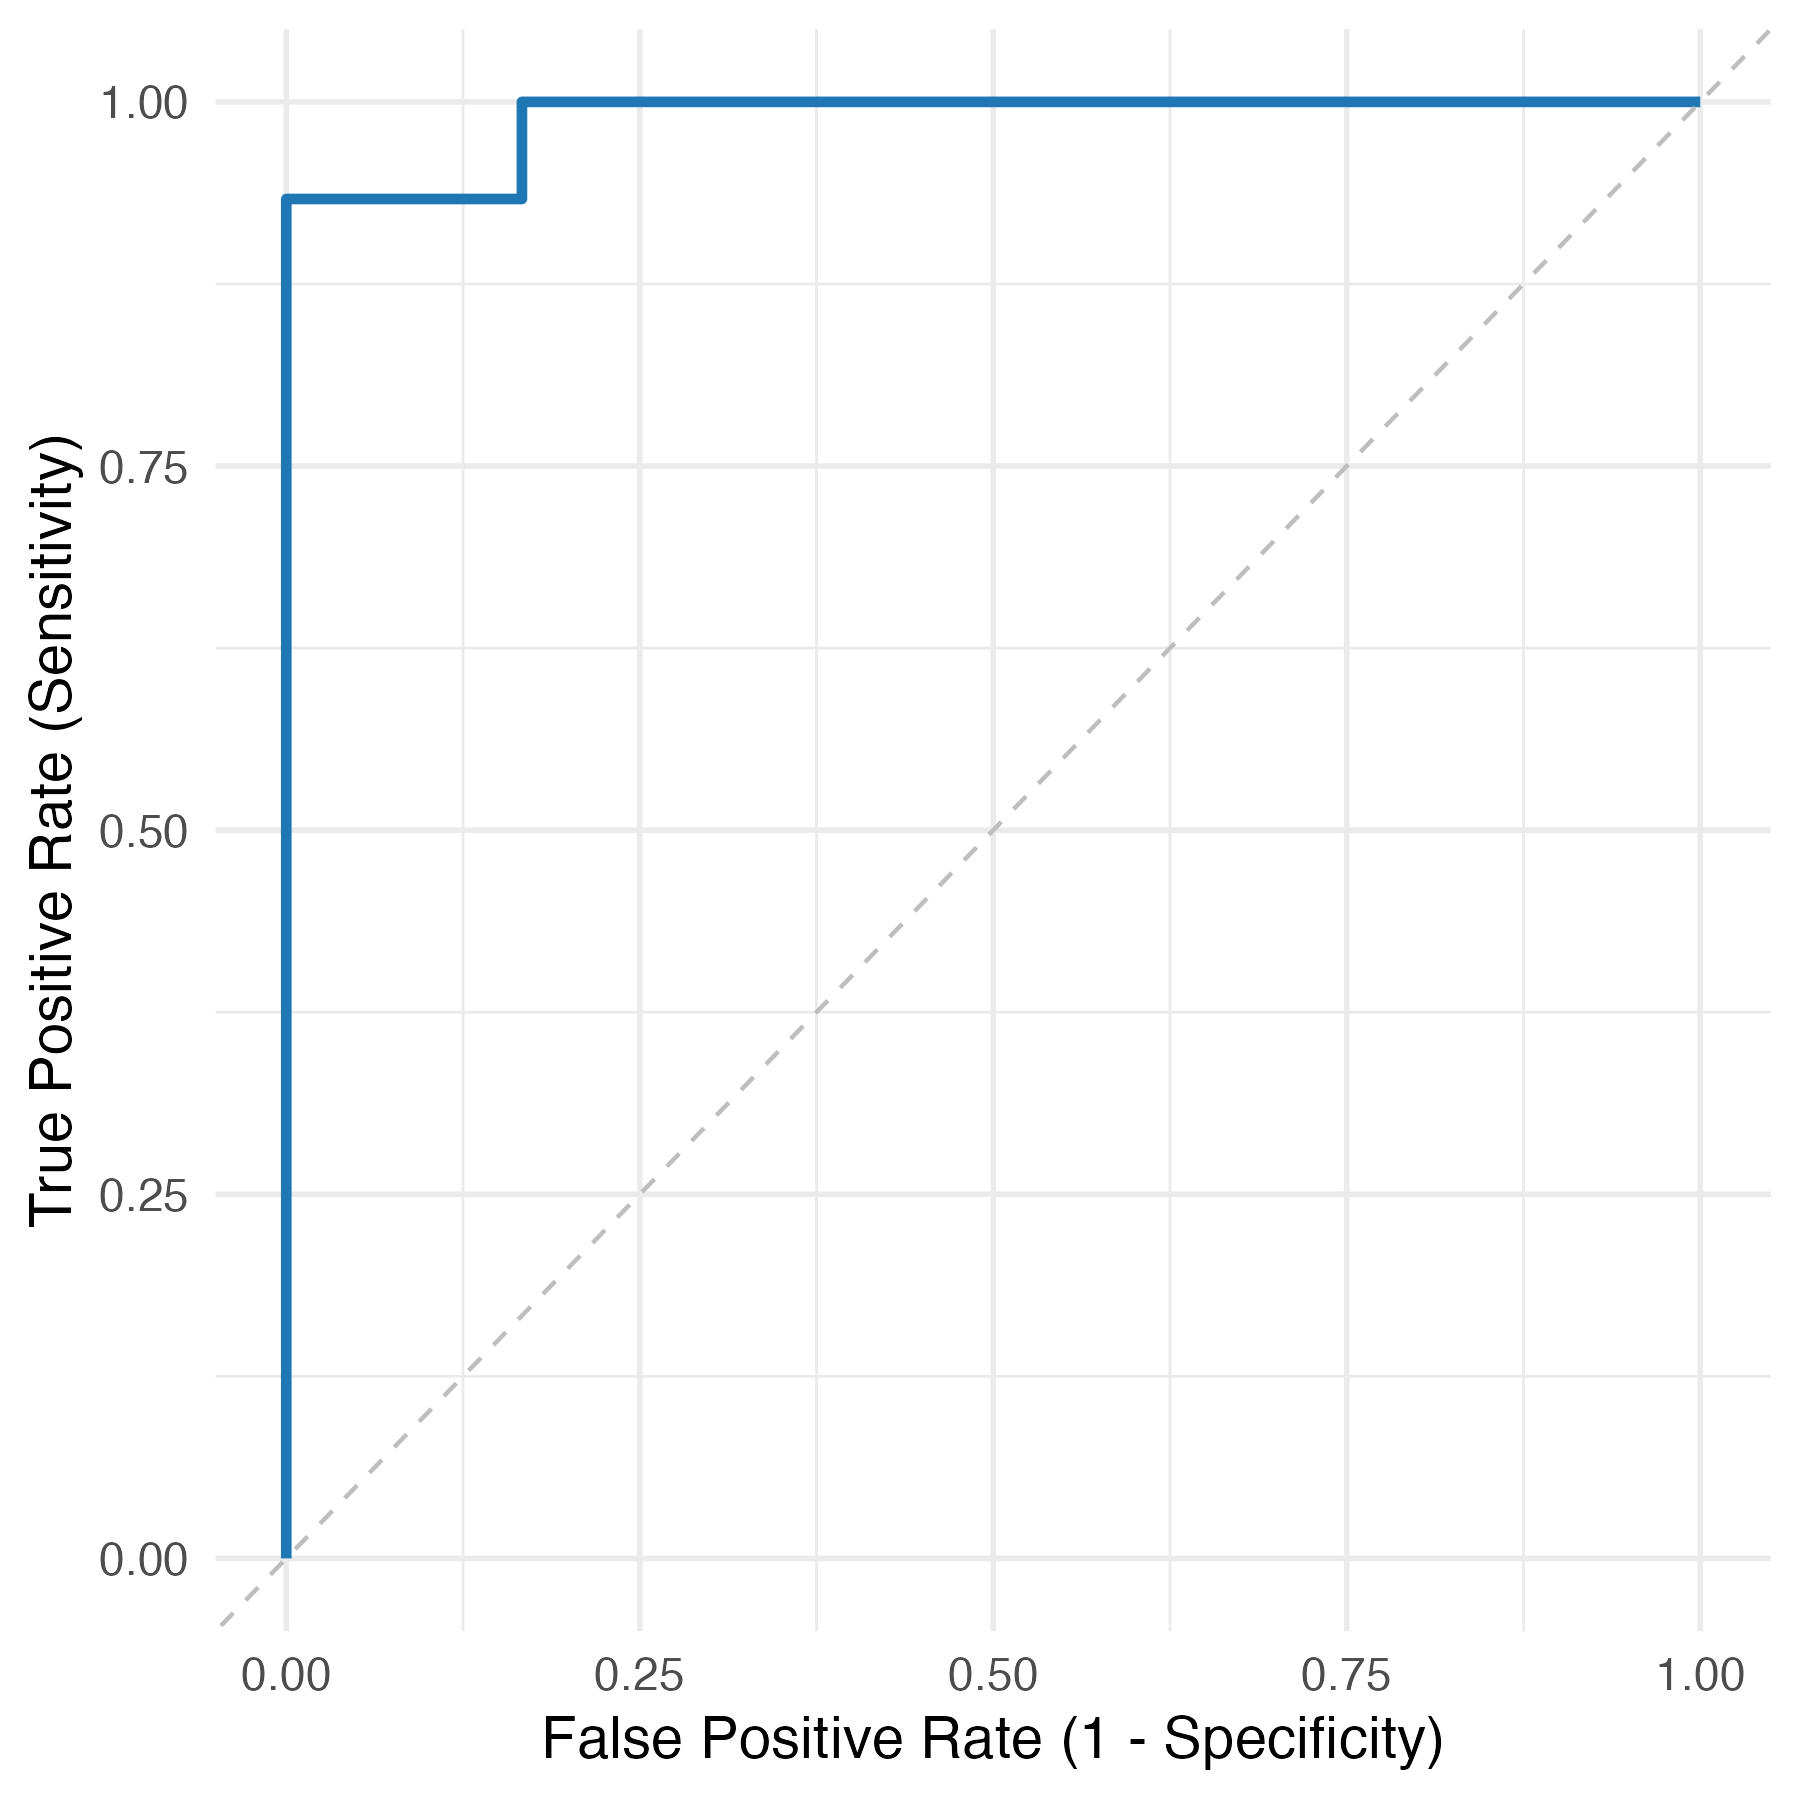 True Positive Rate (Sensitivity)
1.00
0.75
0.50
0.25
0.00
0.00 0.25 0.50 0.75 1.00
False Positive Rate (1 - Specificity)